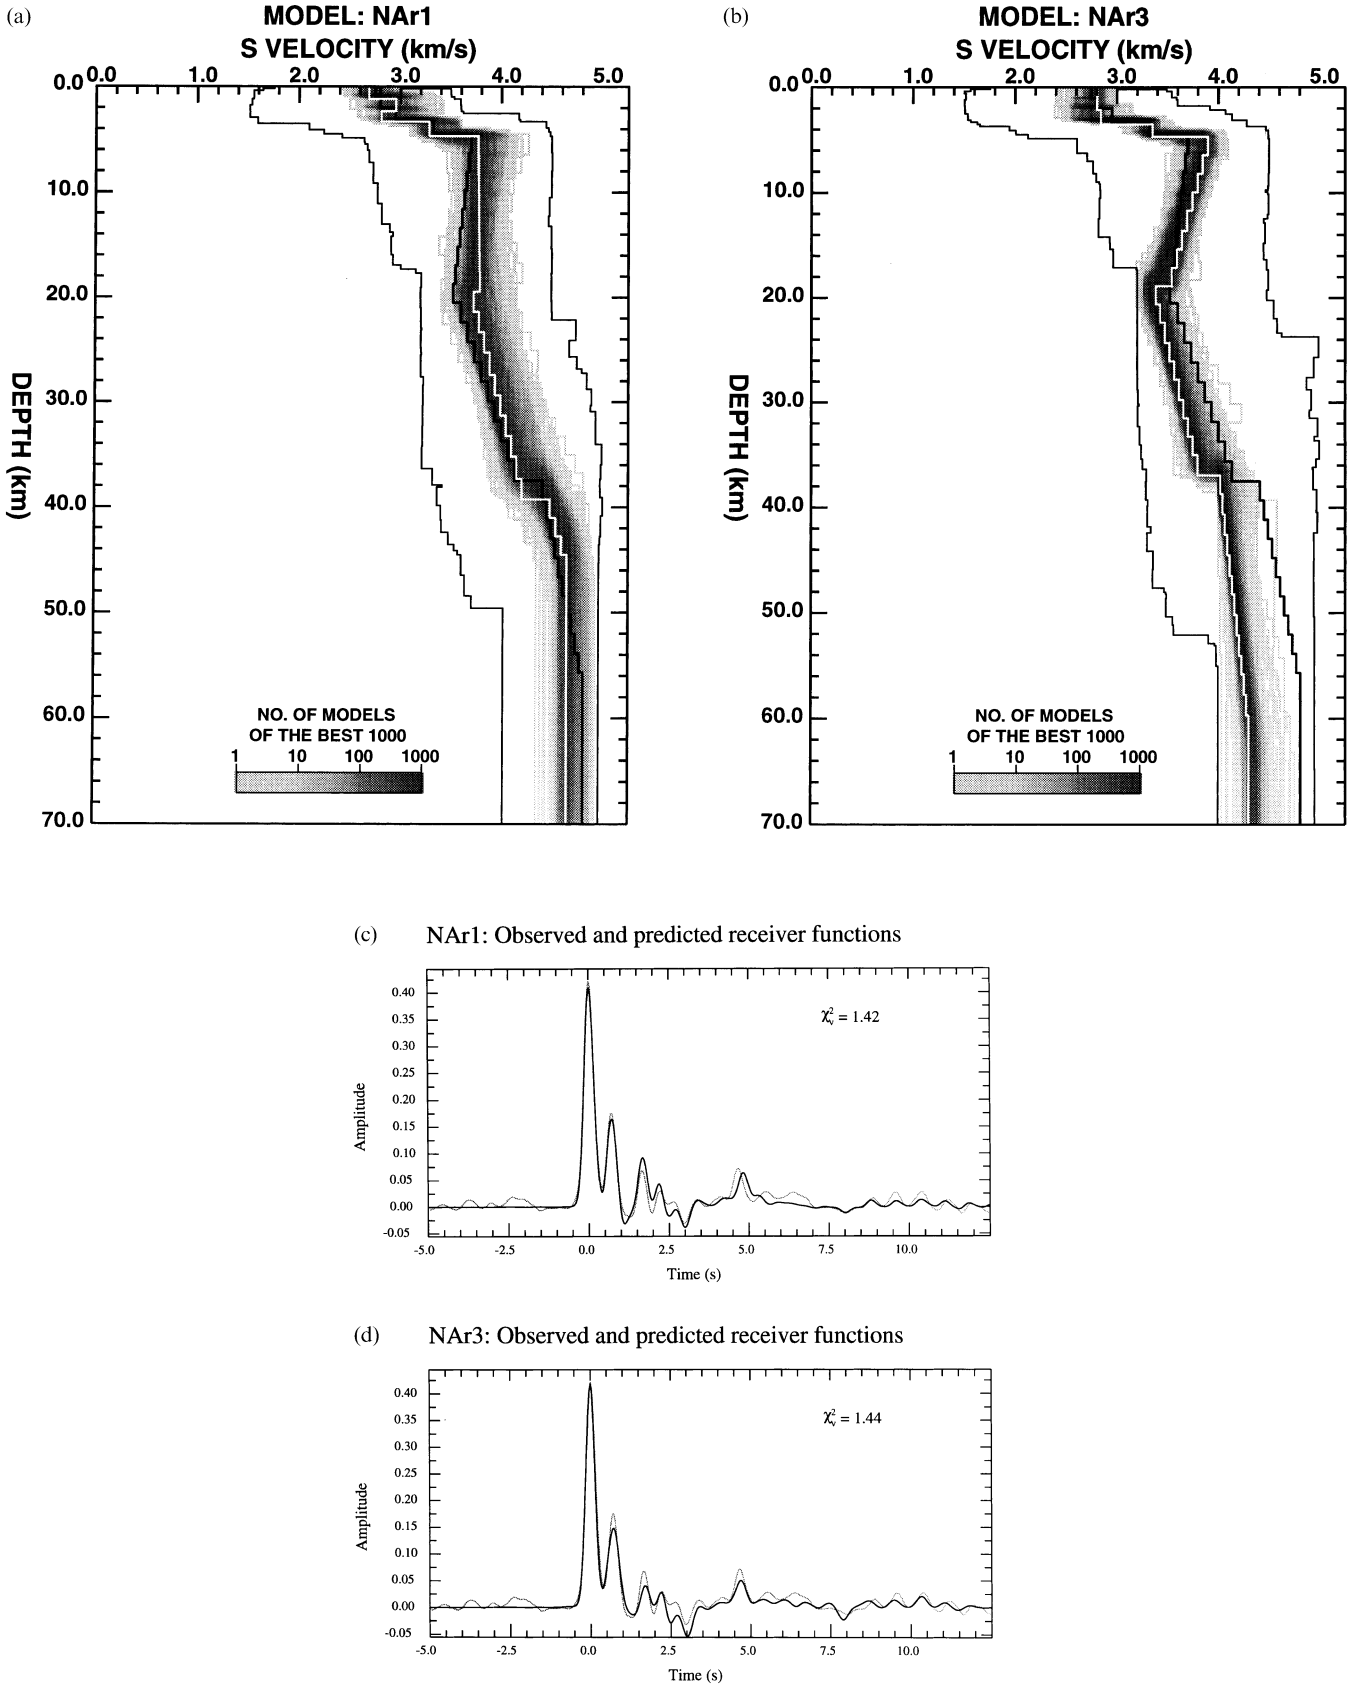 (a)
MODEL: NAr1
S VELOCITY (km/s)
0.0 1.0 2.0 3.0 4.0 5.0
0.0
10.0
20.0
30.0
40.0
50.0
60.0
70.0
DEPTH (km)
NO. OF MODELS
OF THE BEST 1000
1 10 100 1000
(b)
MODEL: NAr3
S VELOCITY (km/s)
0.0 1.0 2.0 3.0 4.0 5.0
0.0
10.0
20.0
30.0
40.0
50.0
60.0
70.0
DEPTH (km)
NO. OF MODELS
OF THE BEST 1000
1 10 100 1000
(c) NAr1: Observed and predicted receiver functions
0.40
0.35
0.30
0.25
0.20
0.15
0.10
0.05
0.00
-0.05
Amplitude
χ²ᵥ = 1.42
-5.0 -2.5 0.0 2.5 5.0 7.5 10.0
Time (s)
(d) NAr3: Observed and predicted receiver functions
0.40
0.35
0.30
0.25
0.20
0.15
0.10
0.05
0.00
-0.05
Amplitude
χ²ᵥ = 1.44
-5.0 -2.5 0.0 2.5 5.0 7.5 10.0
Time (s)